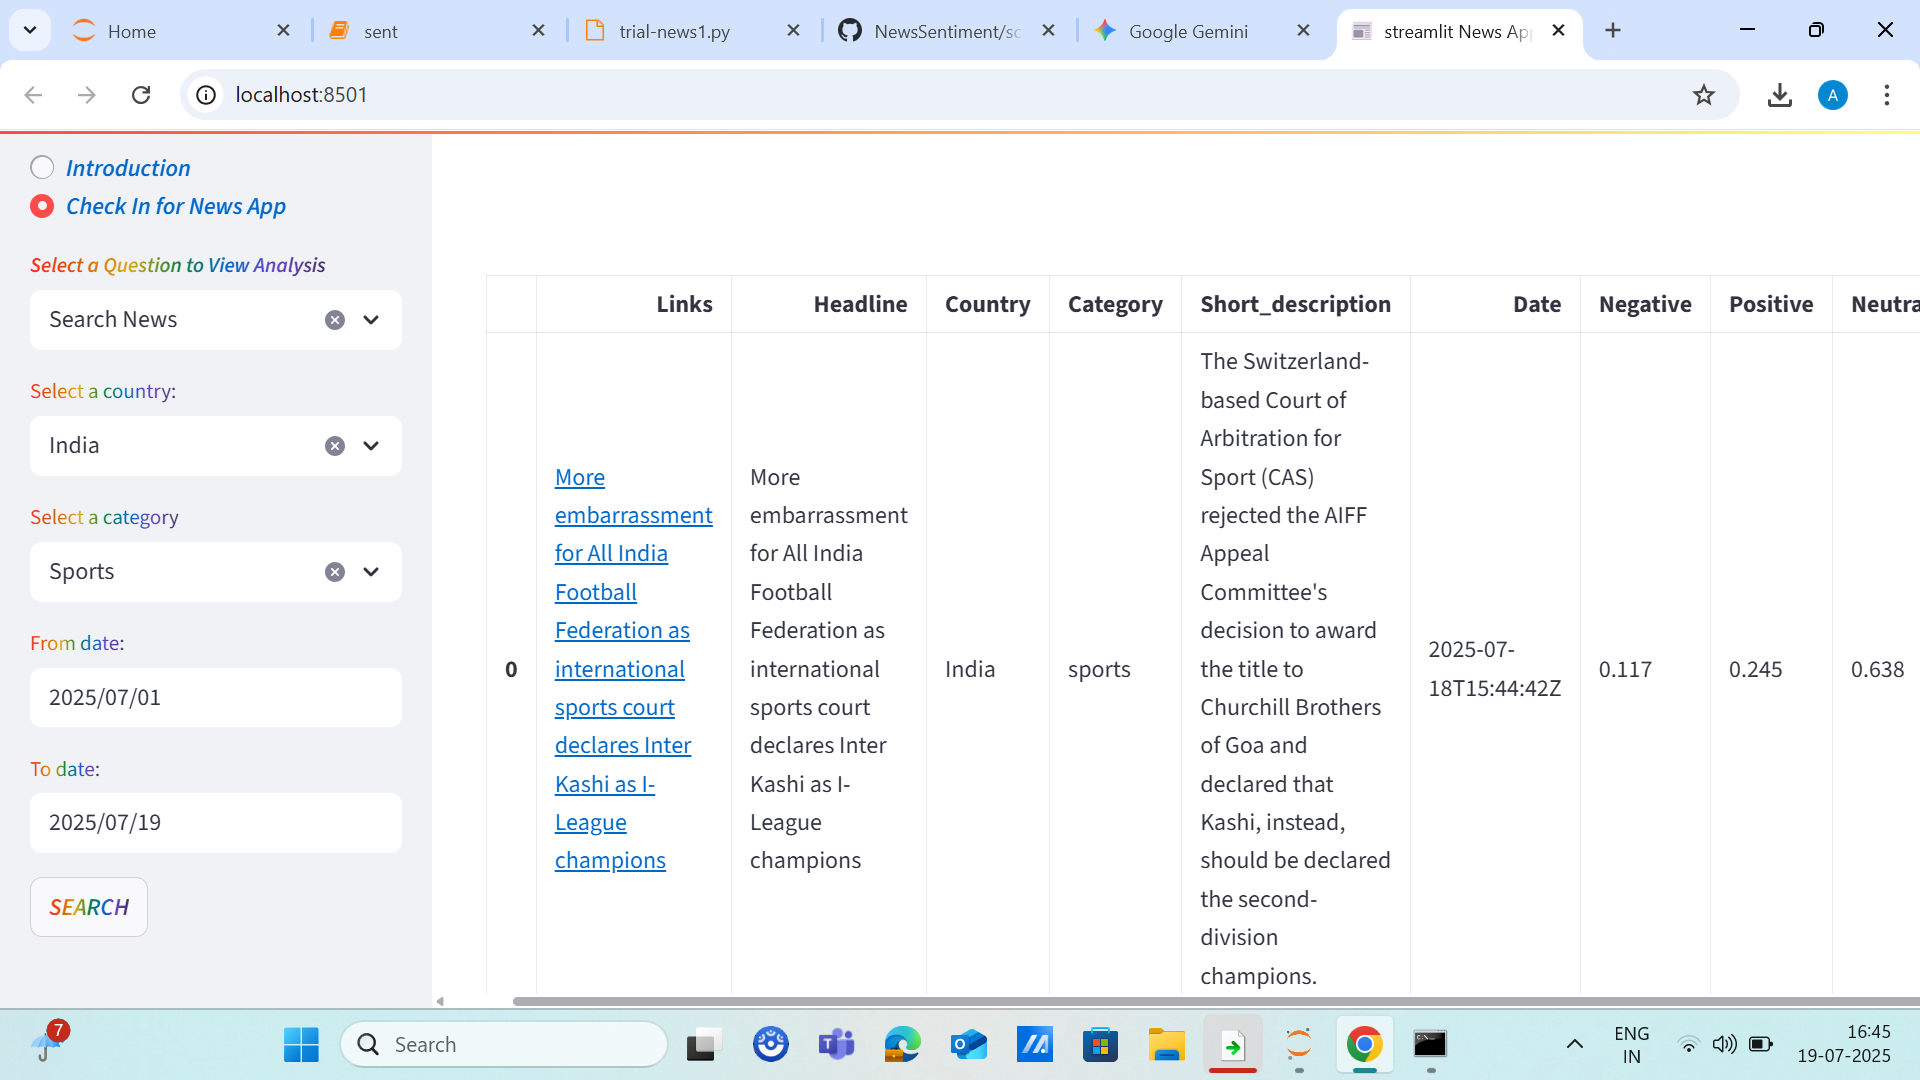 Home
sent
trial-news1.py
NewsSentiment/sc
Google Gemini
streamlit News App
localhost:8501
A
Introduction
Check In for News App
Select a Question to View Analysis
Search News
Select a country:
India
Select a category
Sports
From date:
2025/07/01
To date:
2025/07/19
SEARCH
Links Headline Country Category Short_description Date Negative Positive Neutra
0
More
embarrassment
for All India
Football
Federation as
international
sports court
declares Inter
Kashi as I-
League
champions
More
embarrassment
for All India
Football
Federation as
international
sports court
declares Inter
Kashi as I-
League
champions
India
sports
The Switzerland-
based Court of
Arbitration for
Sport (CAS)
rejected the AIFF
Appeal
Committee's
decision to award
the title to
Churchill Brothers
of Goa and
declared that
Kashi, instead,
should be declared
the second-
division
champions.
2025-07-
18T15:44:42Z
0.117
0.245
0.638
7
Search
ENG
IN
16:45
19-07-2025